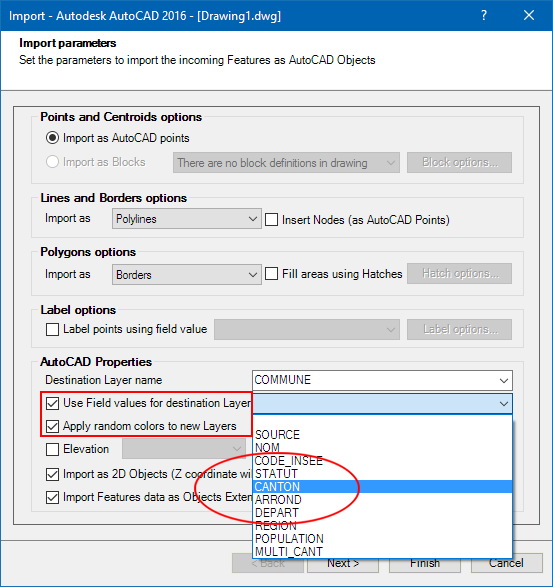 Import - Autodesk AutoCAD 2016 - [Drawing1.dwg]
?
Import parameters
Set the parameters to import the incoming Features as AutoCAD Objects
Points and Centroids options
Import as AutoCAD points
Import as Blocks There are no block definitions in drawing Block options...
Lines and Borders options
Import as Polylines Insert Nodes (as AutoCAD Points)
Polygons options
Import as Borders Fill areas using Hatches Hatch options...
Label options
Label points using field value Label options...
AutoCAD Properties
Destination Layer name COMMUNE
Use Field values for destination Layer
Apply random colors to new Layers
SOURCE
NOM
Elevation
CODE_INSEE
STATUT
Import as 2D Objects (Z coordinate wi
CANTON
ARROND
Import Features data as Objects Exten
DEPART
REGION
POPULATION
MULTI_CANT
< Back Next > Finish Cancel